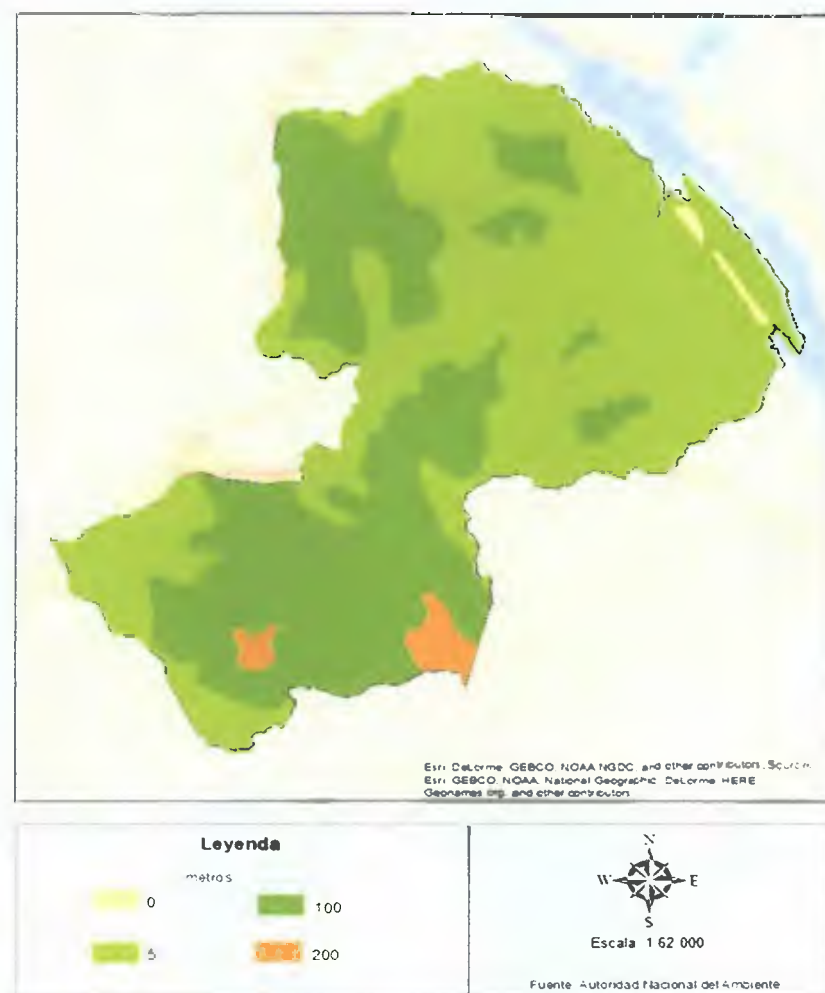 Esri DeLorme GEBCO, NOAA NGDC, and other contributors, Sources
Esri GEBCO, NOAA, National Geographic, DeLorme, HERE
Geonames.org, and other contributors
Leyenda
metros
0
100
5
200
N
W
E
S
Escala 1 62 000
Fuente Autoridad Nacional del Ambiente